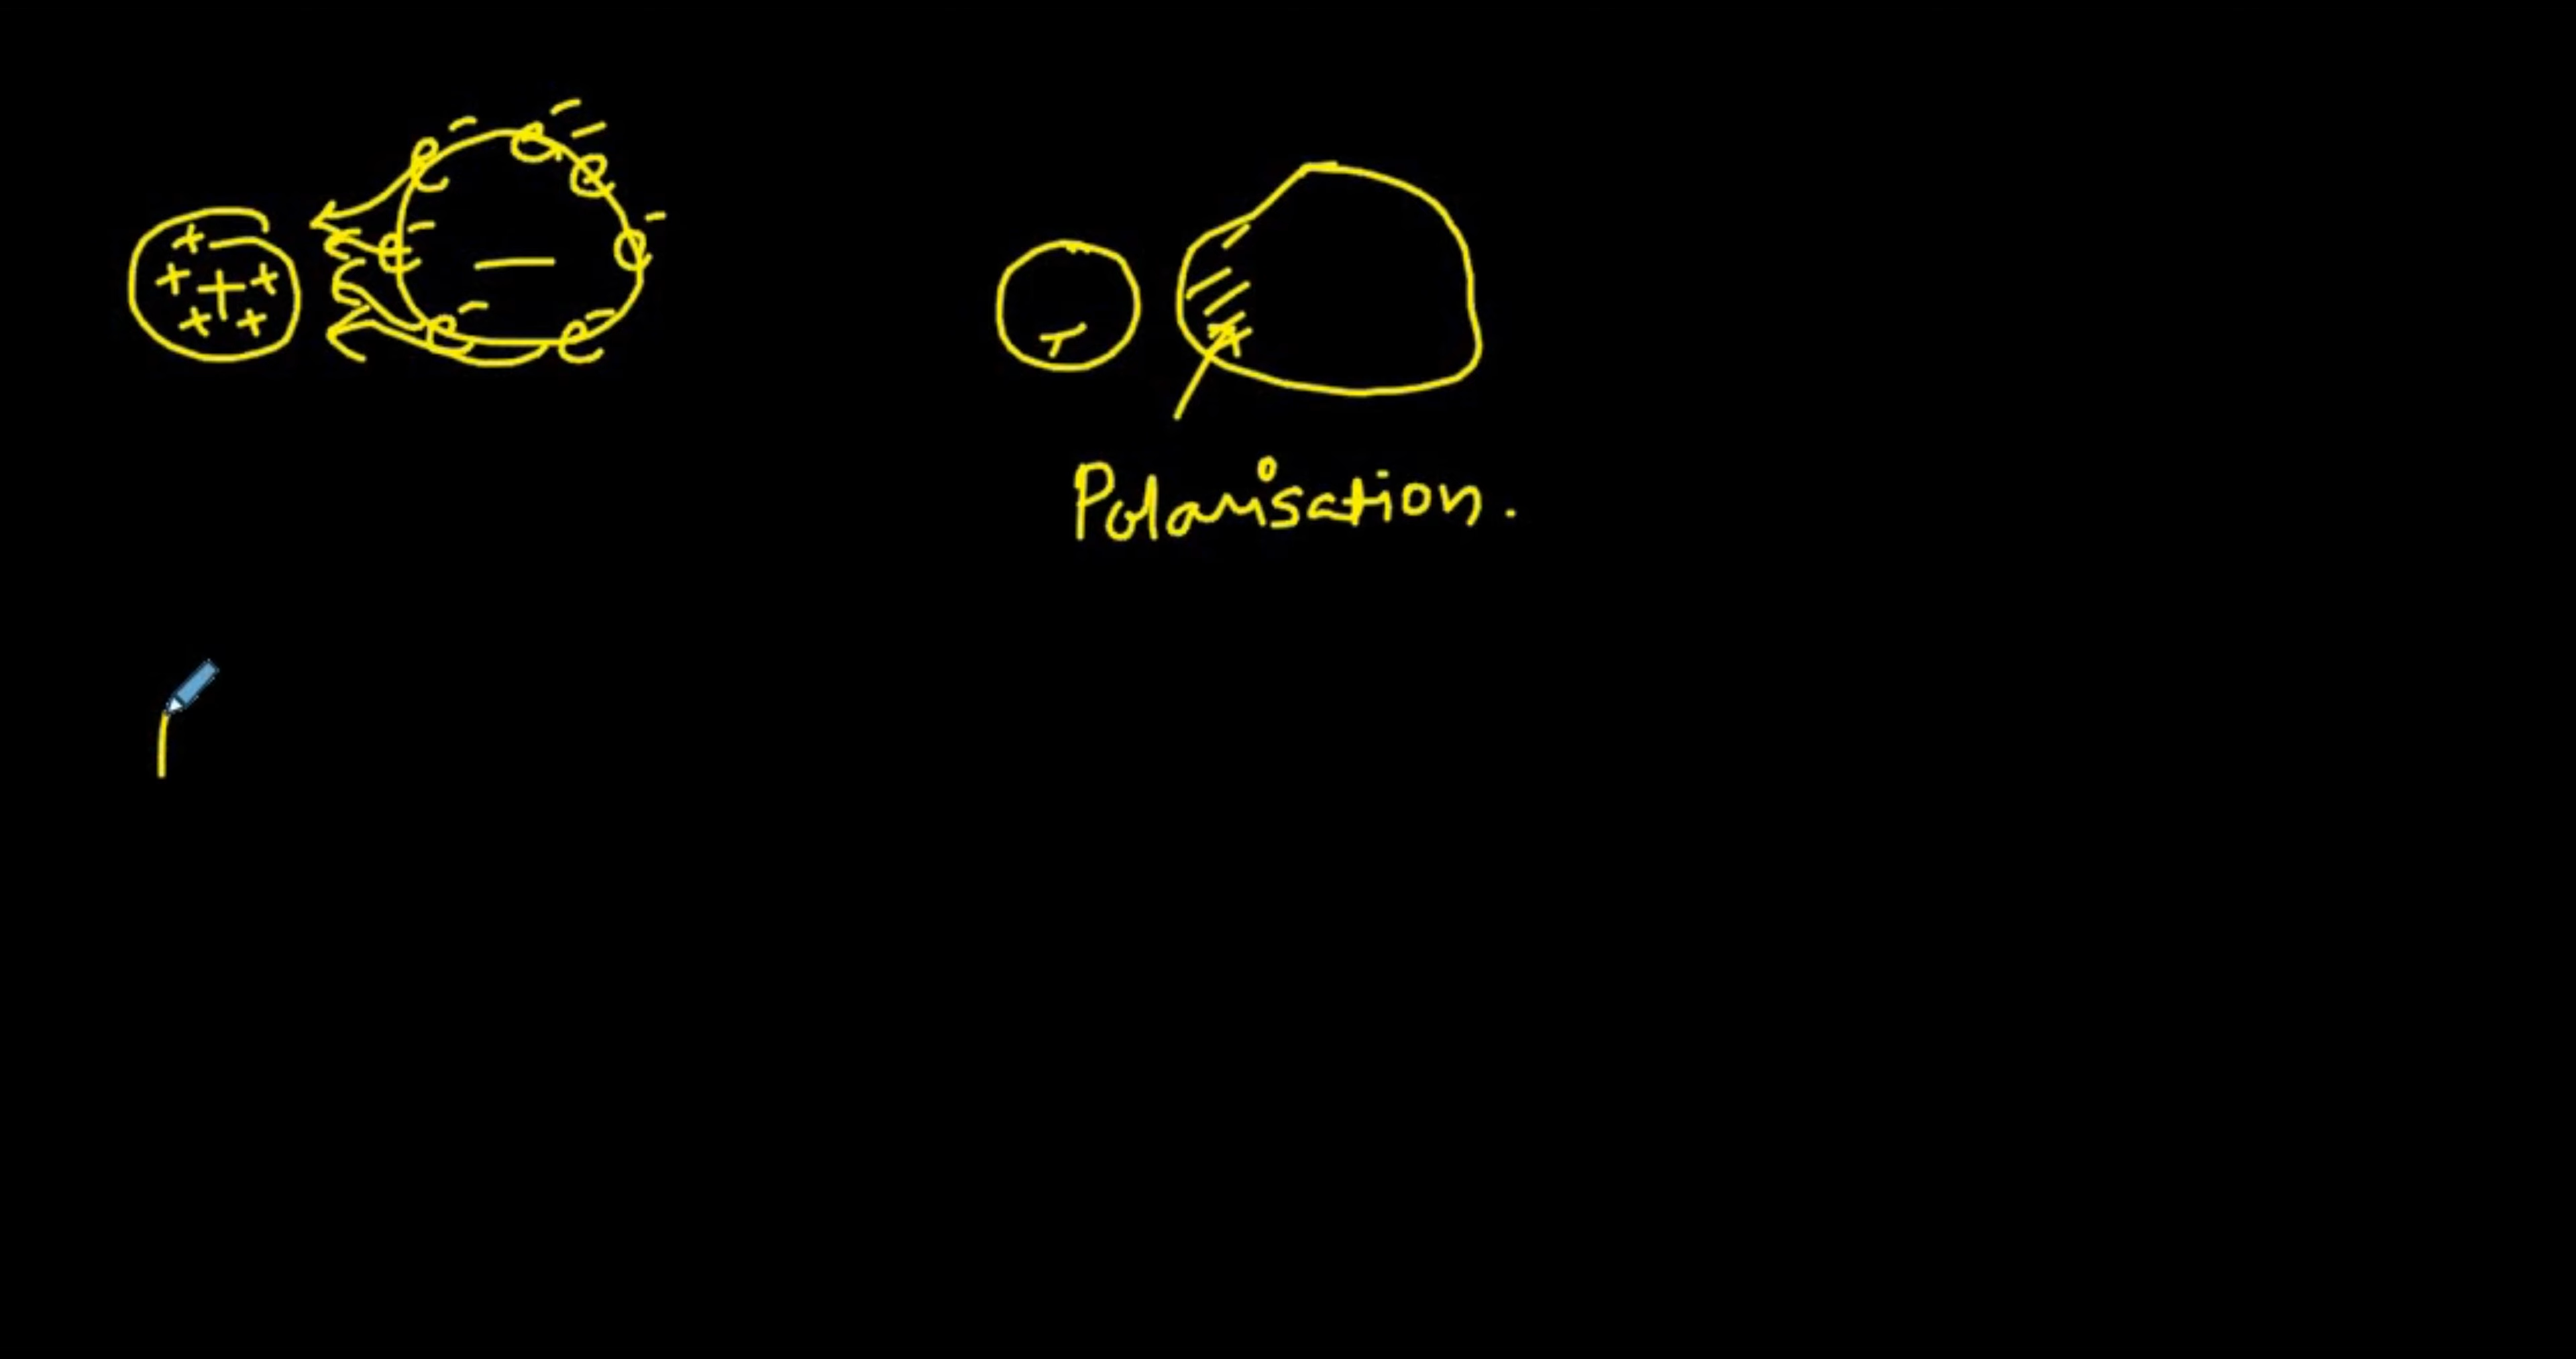 e⁻ e⁻ e⁻
+ e⁻ e⁻
+ + + −
+ + e⁻ e⁻
Polarisation.